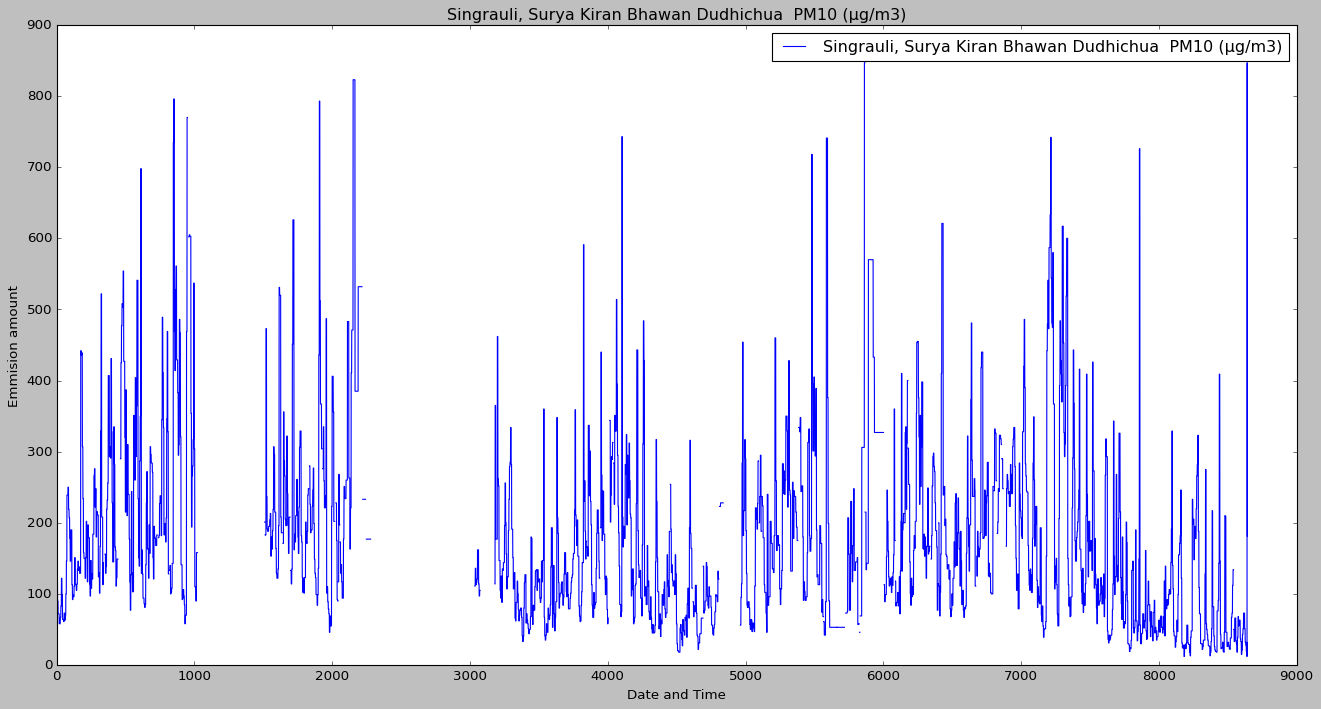 Singrauli, Surya Kiran Bhawan Dudhichua  PM10 (µg/m3)
Singrauli, Surya Kiran Bhawan Dudhichua  PM10 (µg/m3)
900
800
700
600
500
400
300
200
100
0
Emmision amount
0 1000 2000 3000 4000 5000 6000 7000 8000 9000
Date and Time